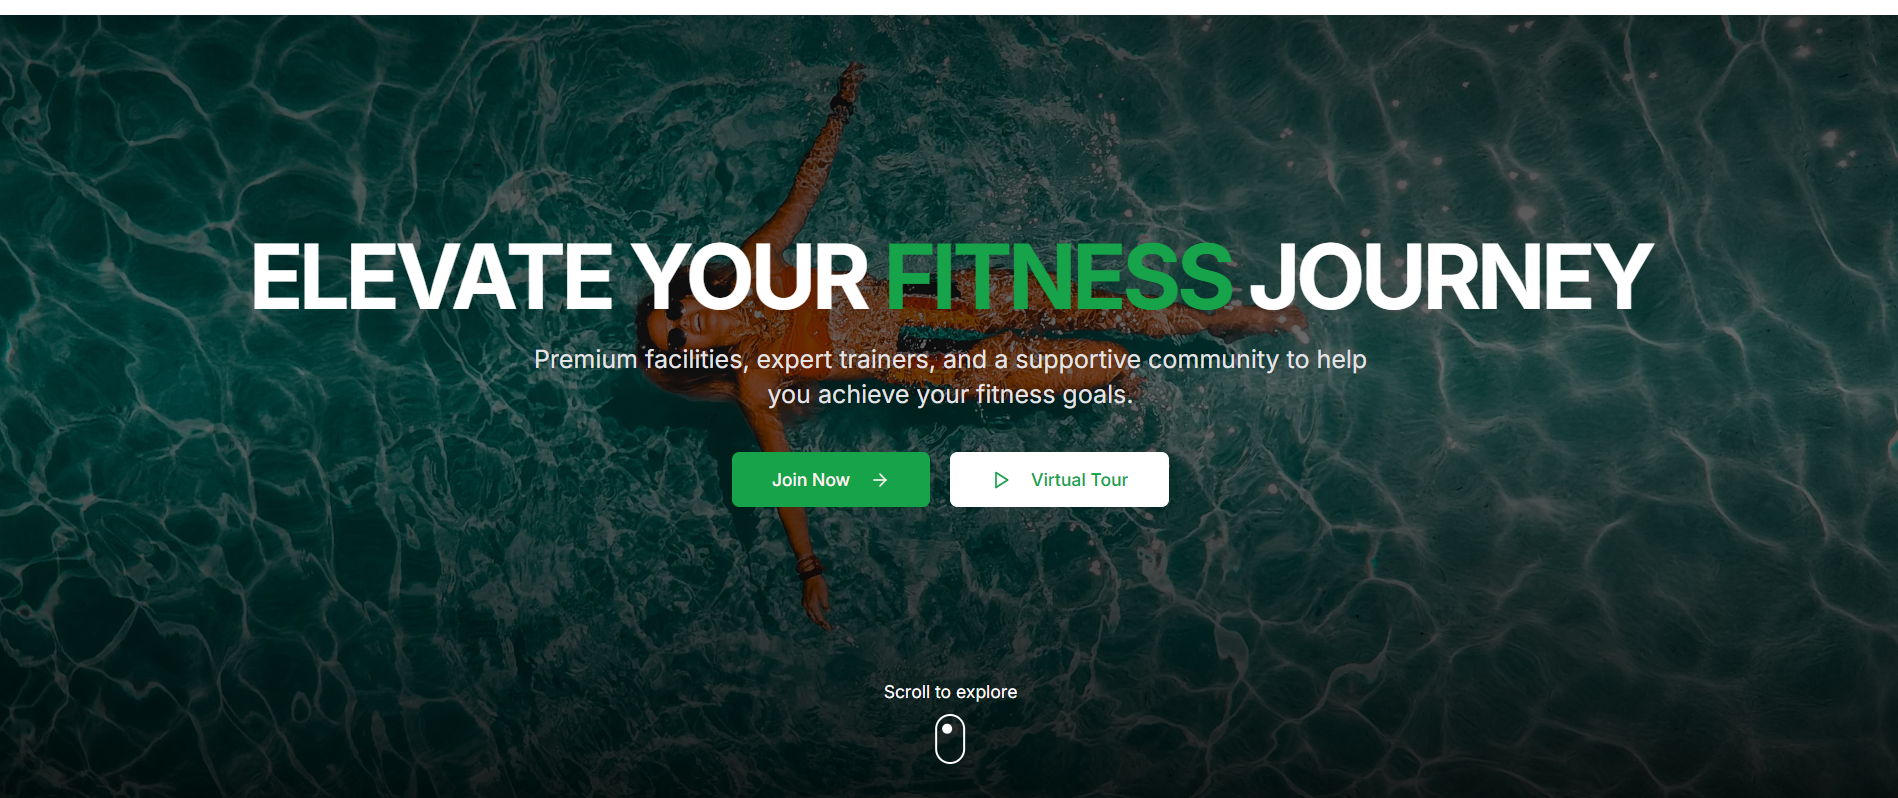 ELEVATE YOUR FITNESS JOURNEY
Premium facilities, expert trainers, and a supportive community to help
you achieve your fitness goals.
Join Now
Virtual Tour
Scroll to explore